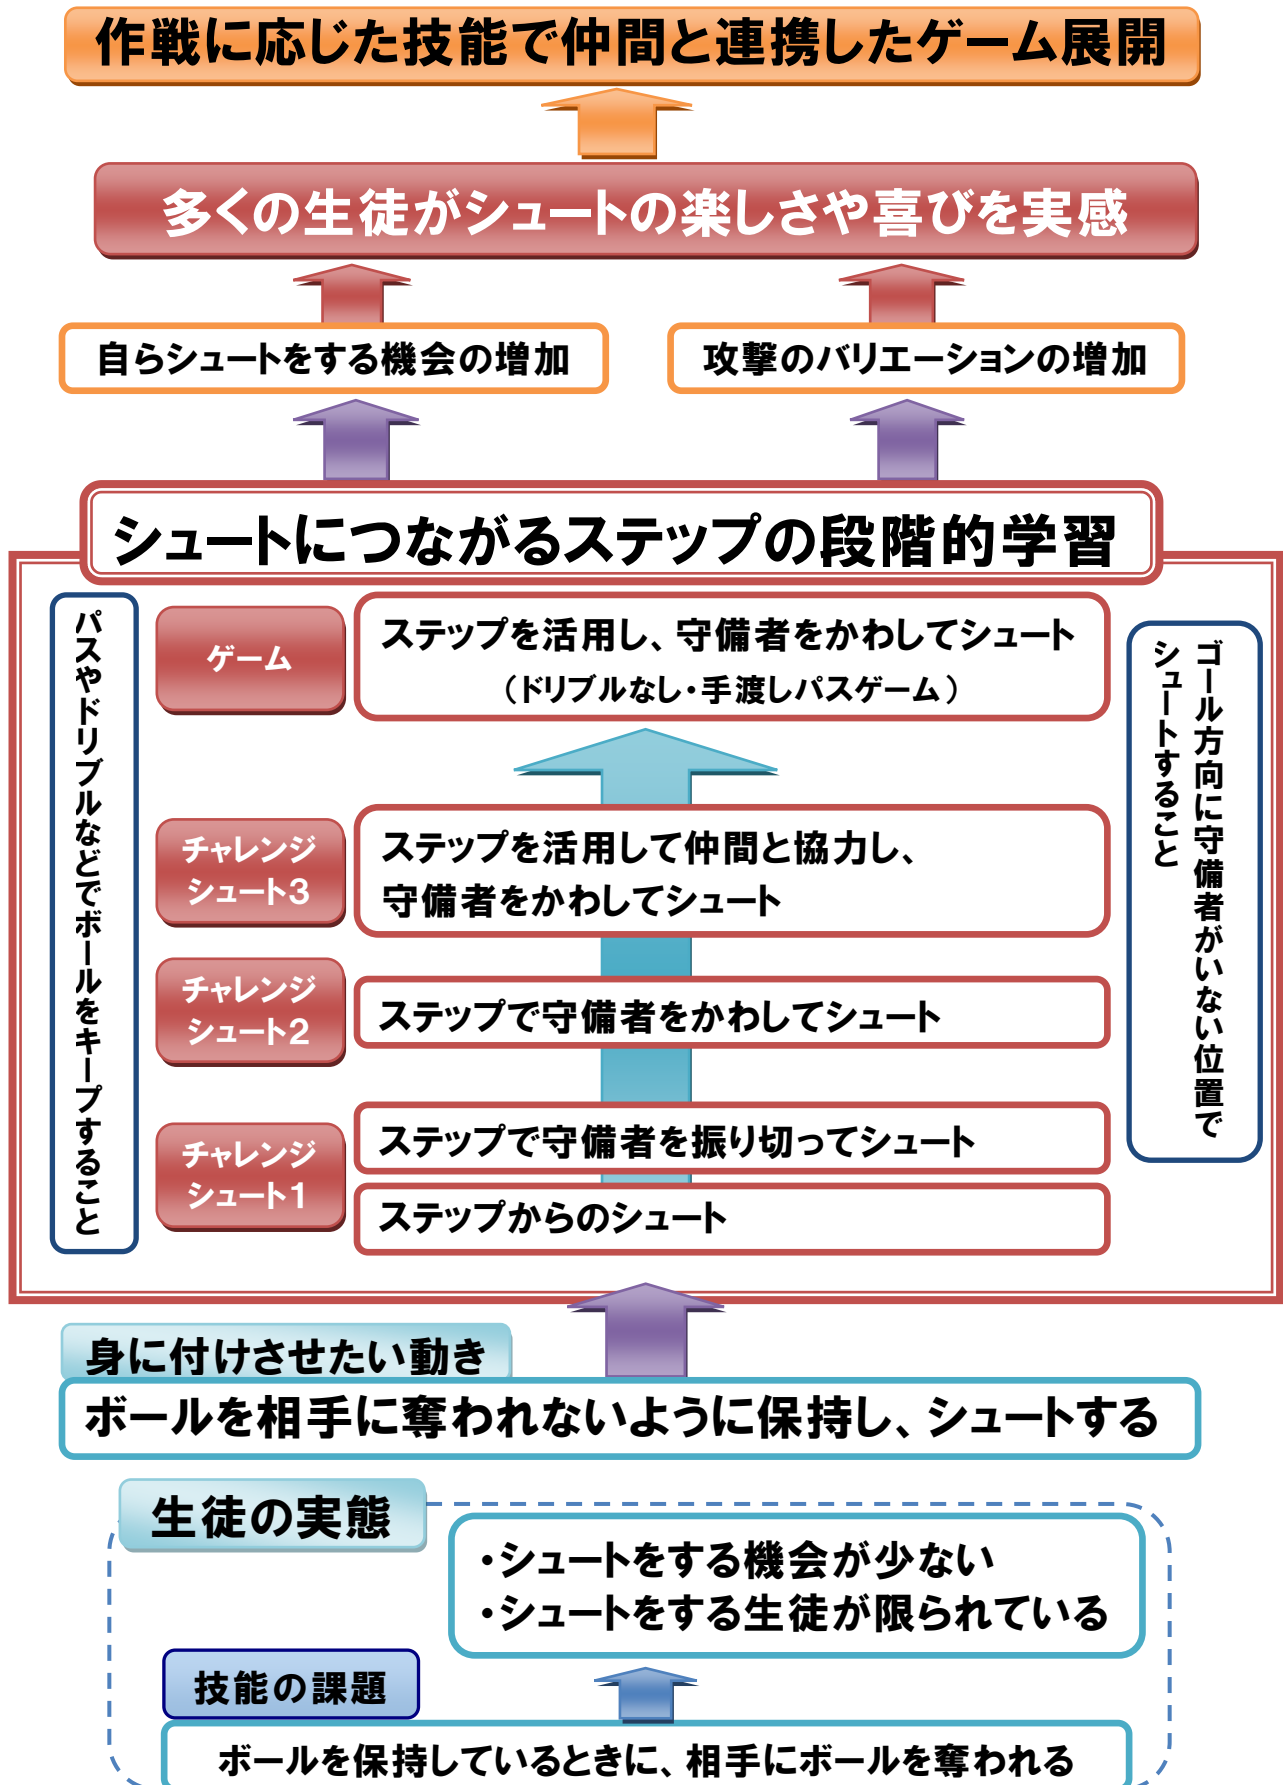 作戦に応じた技能で仲間と連携したゲーム展開
多くの生徒がシュートの楽しさや喜びを実感
自らシュートをする機会の増加
攻撃のバリエーションの増加
シュートにつながるステップの段階的学習
パスやドリブルなどでボールをキープすること
ゲーム
ステップを活用し、守備者をかわしてシュート
（ドリブルなし・手渡しパスゲーム）
チャレンジ
シュート3
ステップを活用して仲間と協力し、
守備者をかわしてシュート
チャレンジ
シュート2
ステップで守備者をかわしてシュート
チャレンジ
シュート1
ステップで守備者を振り切ってシュート
ステップからのシュート
ゴール方向に守備者がいない位置で
シュートすること
身に付けさせたい動き
ボールを相手に奪われないように保持し、シュートする
生徒の実態
・シュートをする機会が少ない
・シュートをする生徒が限られている
技能の課題
ボールを保持しているときに、相手にボールを奪われる